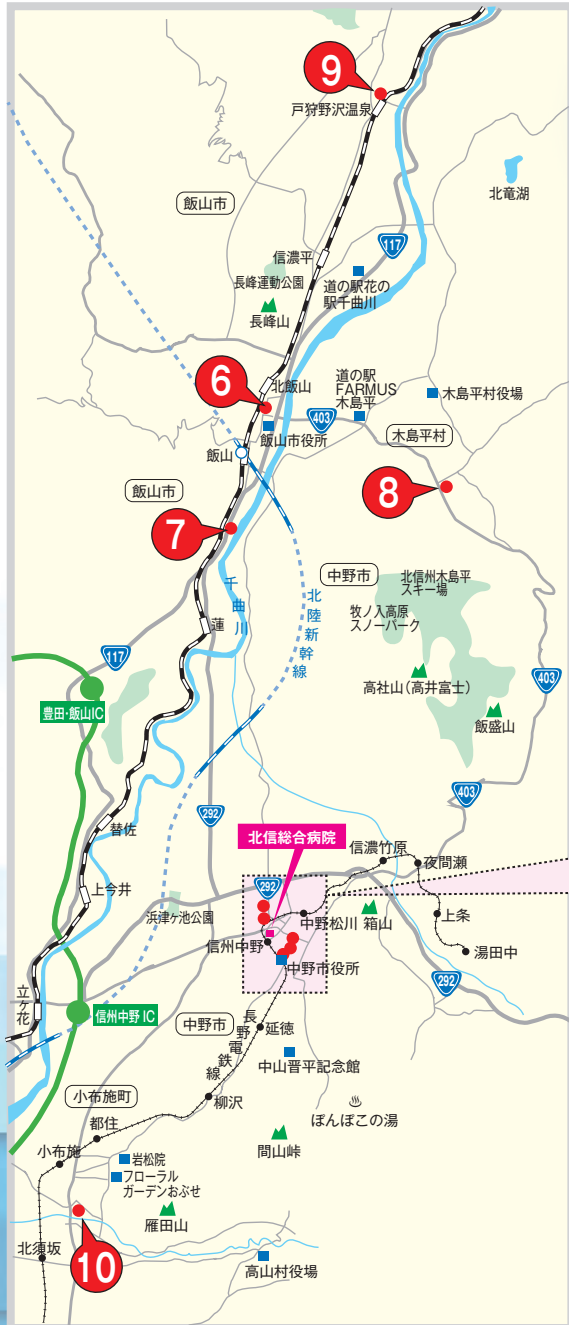 9
戸狩野沢温泉
北竜湖
飯山市
117
信濃平
長峰運動公園
長峰山
道の駅花の
駅千曲川
6
北飯山
道の駅
FARMUS
木島平
木島平村役場
403
飯山市役所
木島平村
飯山
飯山市
8
7
中野市
北信州木島平
スキー場
千曲川
北陸新幹線
牧ノ入高原
スノーパーク
蓮
117
高社山(高井富士)
403
豊田・飯山IC
飯盛山
403
292
替佐
北信総合病院
信濃竹原
夜間瀬
292
上今井
浜津ケ池公園
中野松川
箱山
上条
信州中野
湯田中
中野市役所
292
立ケ花
信州中野 IC
中野市
長野電鉄線
延徳
中山晋平記念館
小布施町
柳沢
ぽんぽこの湯
都住
間山峠
小布施
岩松院
フローラル
ガーデンおぶせ
雁田山
北須坂
10
高山村役場